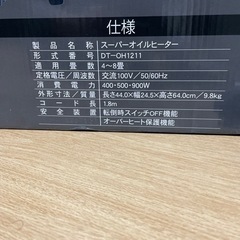 仕様
製品名称 スーパーオイルヒーター
形式番号 DT-OH1211
適用畳数 4〜8畳
定格電圧/周波数 交流100V/50/60Hz
消費電力 400·500·900W
外形寸法/質量 長さ44.0×幅24.5×高さ64.0cm/9.8kg
コード長 1.8m
安全装置 転倒時スイッチOFF機能
オーバーヒート保護機能